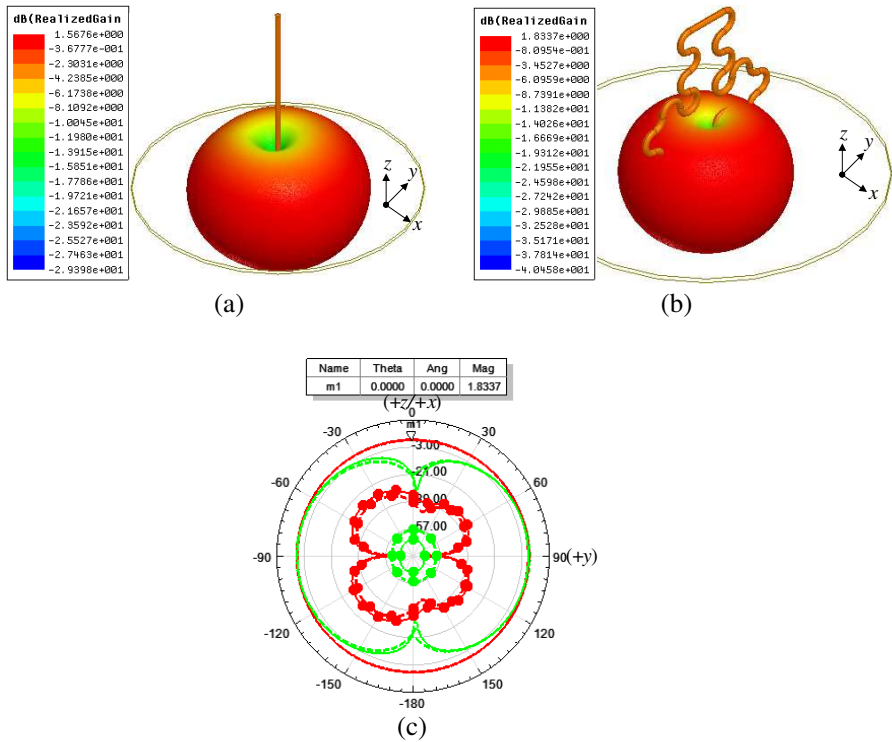 dB(RealizedGain
1.5676e+000
-3.6777e-001
-2.3031e+000
-4.2385e+000
-6.1738e+000
-8.1092e+000
-1.0045e+001
-1.1980e+001
-1.3915e+001
-1.5851e+001
-1.7786e+001
-1.9721e+001
-2.1657e+001
-2.3592e+001
-2.5527e+001
-2.7463e+001
-2.9398e+001
z
y
x
(a)
dB(RealizedGain
1.8337e+000
-8.0954e-001
-3.4527e+000
-6.0959e+000
-8.7391e+000
-1.1382e+001
-1.4026e+001
-1.6669e+001
-1.9312e+001
-2.1955e+001
-2.4598e+001
-2.7242e+001
-2.9885e+001
-3.2528e+001
-3.5171e+001
-3.7814e+001
-4.0458e+001
z
y
x
(b)
Name Theta Ang Mag
m1 0.0000 0.0000 1.8337
(+z/+x)
0
m1
-30 30
-3.00
-60 60
-21.00
-39.00
-57.00
-90 90 (+y)
-120 120
-150 150
-180
(c)